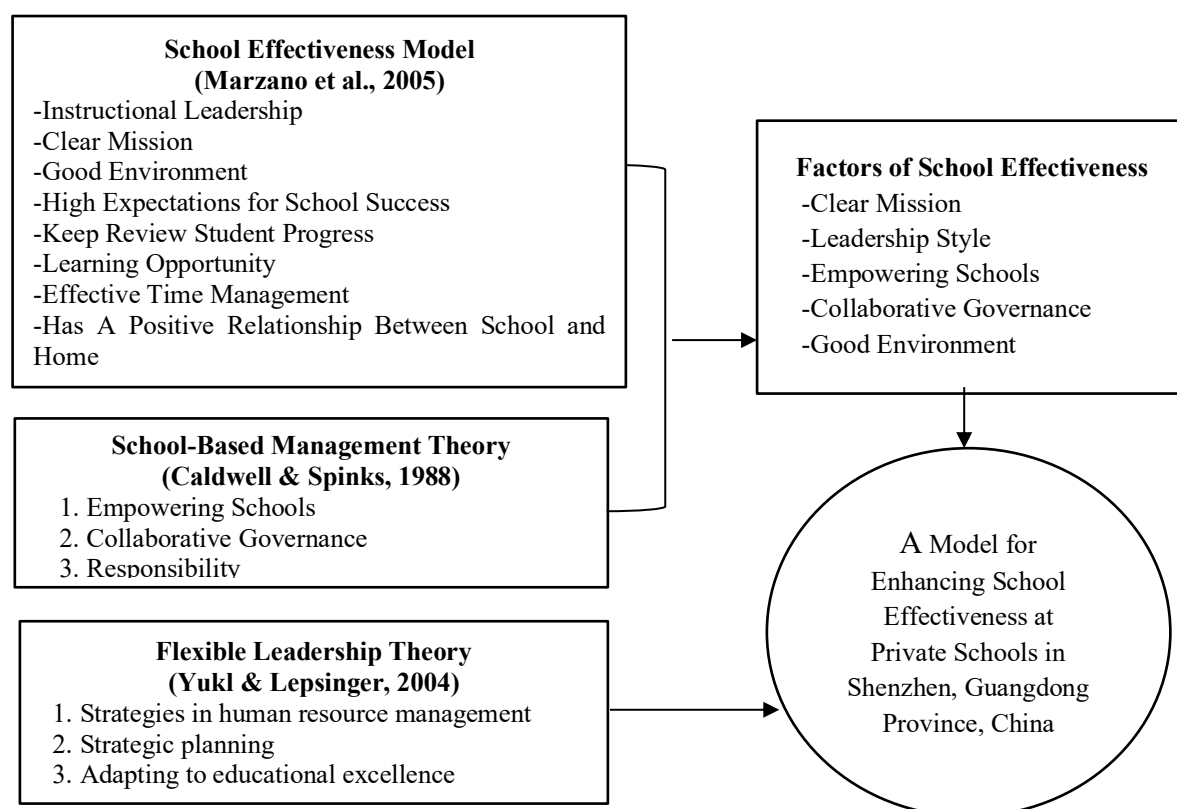 School Effectiveness Model
(Marzano et al., 2005)
-Instructional Leadership
-Clear Mission
-Good Environment
-High Expectations for School Success
-Keep Review Student Progress
-Learning Opportunity
-Effective Time Management
-Has A Positive Relationship Between School and
Home
School-Based Management Theory
(Caldwell & Spinks, 1988)
1. Empowering Schools
2. Collaborative Governance
3. Responsibility
Flexible Leadership Theory
(Yukl & Lepsinger, 2004)
1. Strategies in human resource management
2. Strategic planning
3. Adapting to educational excellence
Factors of School Effectiveness
-Clear Mission
-Leadership Style
-Empowering Schools
-Collaborative Governance
-Good Environment
A Model for
Enhancing School
Effectiveness at
Private Schools in
Shenzhen, Guangdong
Province, China